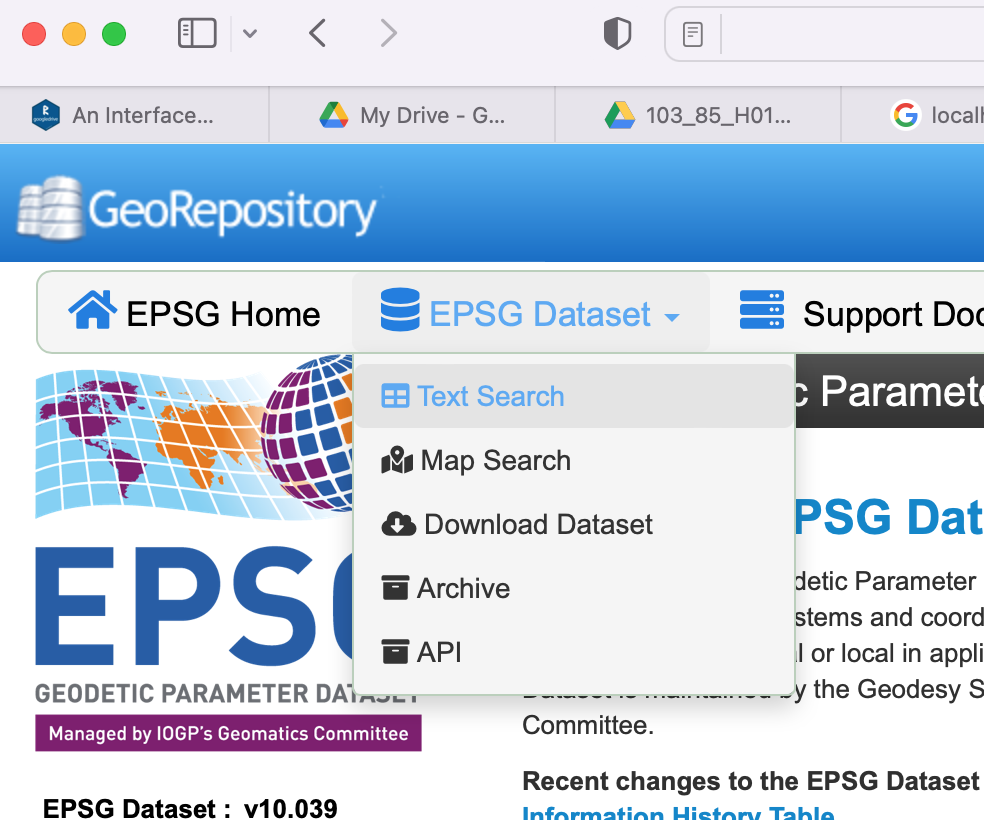 An Interface...
My Drive - G...
103_85_H01...
GeoRepository
EPSG Home
EPSG Dataset
Support
Text Search
Map Search
Download Dataset
Archive
API
Paramet
EPSG
GEODETIC PARAMETER DATASET
Managed by IOGP's Geomatics Committee
EPSG Dataset : v10.039
PSG Dat
detic Parameter
stems and coord
l or local in appli
Dataset is maintained by the Geodesy S
Committee.
Recent changes to the EPSG Dataset
Information History Table